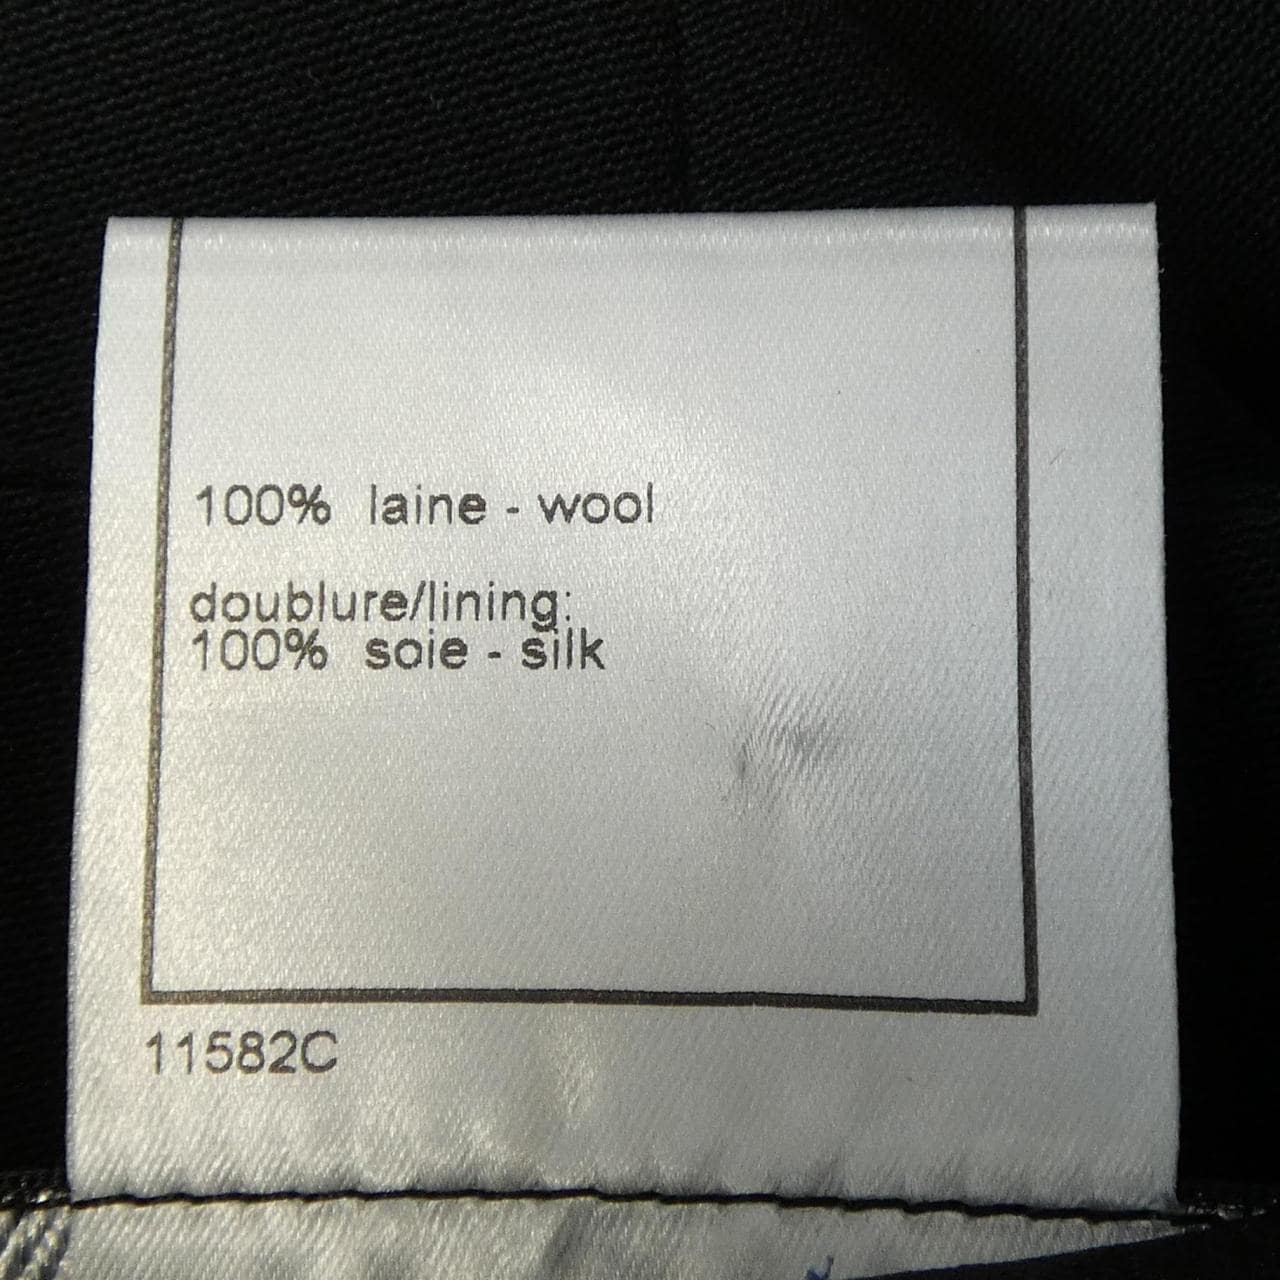 100% laine - wool
doublure/lining:
100% soie - silk
11582C